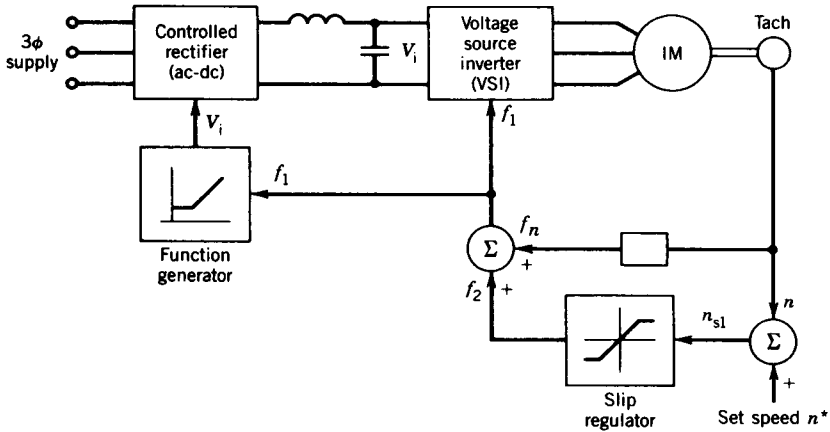 3ϕ
supply
Controlled
rectifier
(ac-dc)
V_i
Voltage
source
inverter
(VSI)
IM
Tach
V_i
f_1
f_1
Function
generator
Σ
f_n
+
f_2
+
n_sl
n
Σ
+
Slip
regulator
Set speed n*